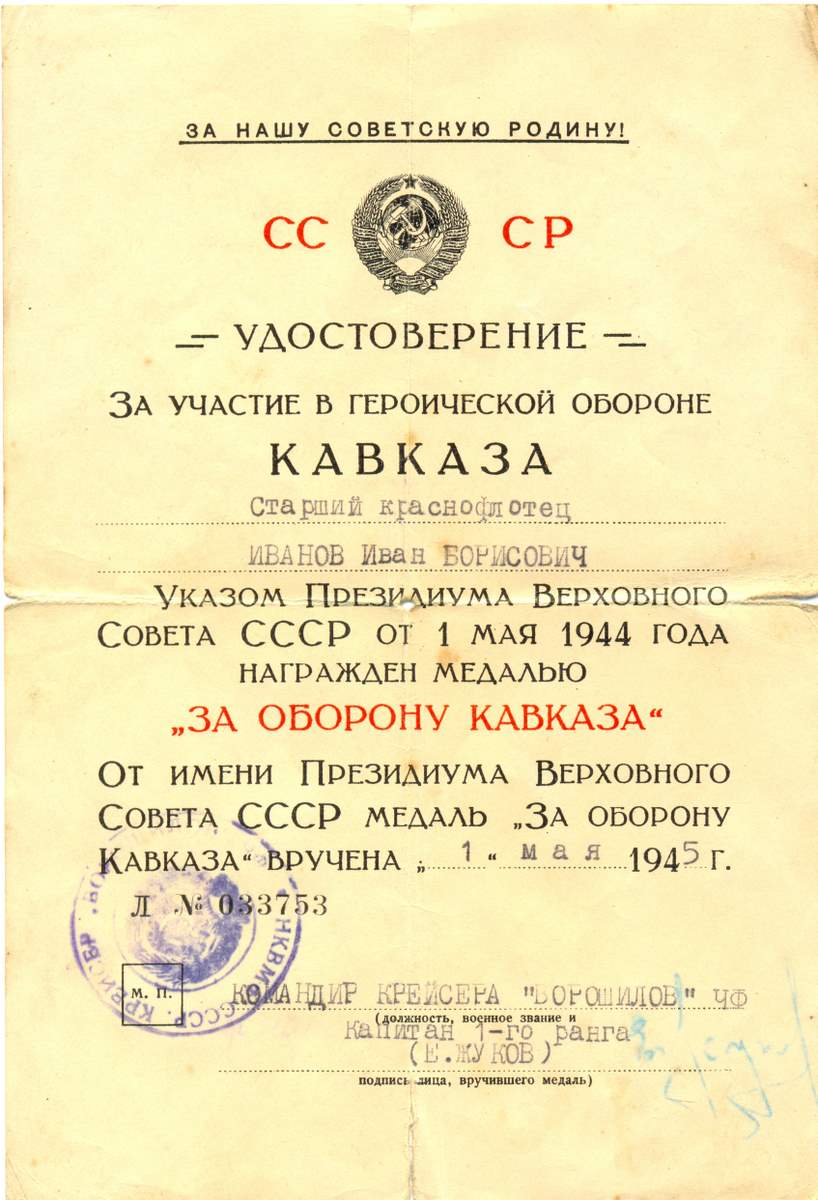 ЗА НАШУ СОВЕТСКУЮ РОДИНУ!
СС СР
УДОСТОВЕРЕНИЕ
ЗА УЧАСТИЕ В ГЕРОИЧЕСКОЙ ОБОРОНЕ
КАВКАЗА
Старший краснофлотец
ИВАНОВ Иван БОРИСОВИЧ
УКАЗОМ ПРЕЗИДИУМА ВЕРХОВНОГО
СОВЕТА СССР ОТ 1 МАЯ 1944 ГОДА
НАГРАЖДЕН МЕДАЛЬЮ
„ЗА ОБОРОНУ КАВКАЗА“
ОТ ИМЕНИ ПРЕЗИДИУМА ВЕРХОВНОГО
СОВЕТА СССР МЕДАЛЬ „ЗА ОБОРОНУ
КАВКАЗА“ ВРУЧЕНА „1“ мая 1945 Г.
Л № 033753
НКВМФ СССР. КРЕЙСЕР
М. П.
КОМАНДИР КРЕЙСЕРА "ВОРОШИЛОВ" ЧФ
(должность, военное звание и
Капитан 1-го ранга
(Е.ЖУКОВ)
подпись лица, вручившего медаль)